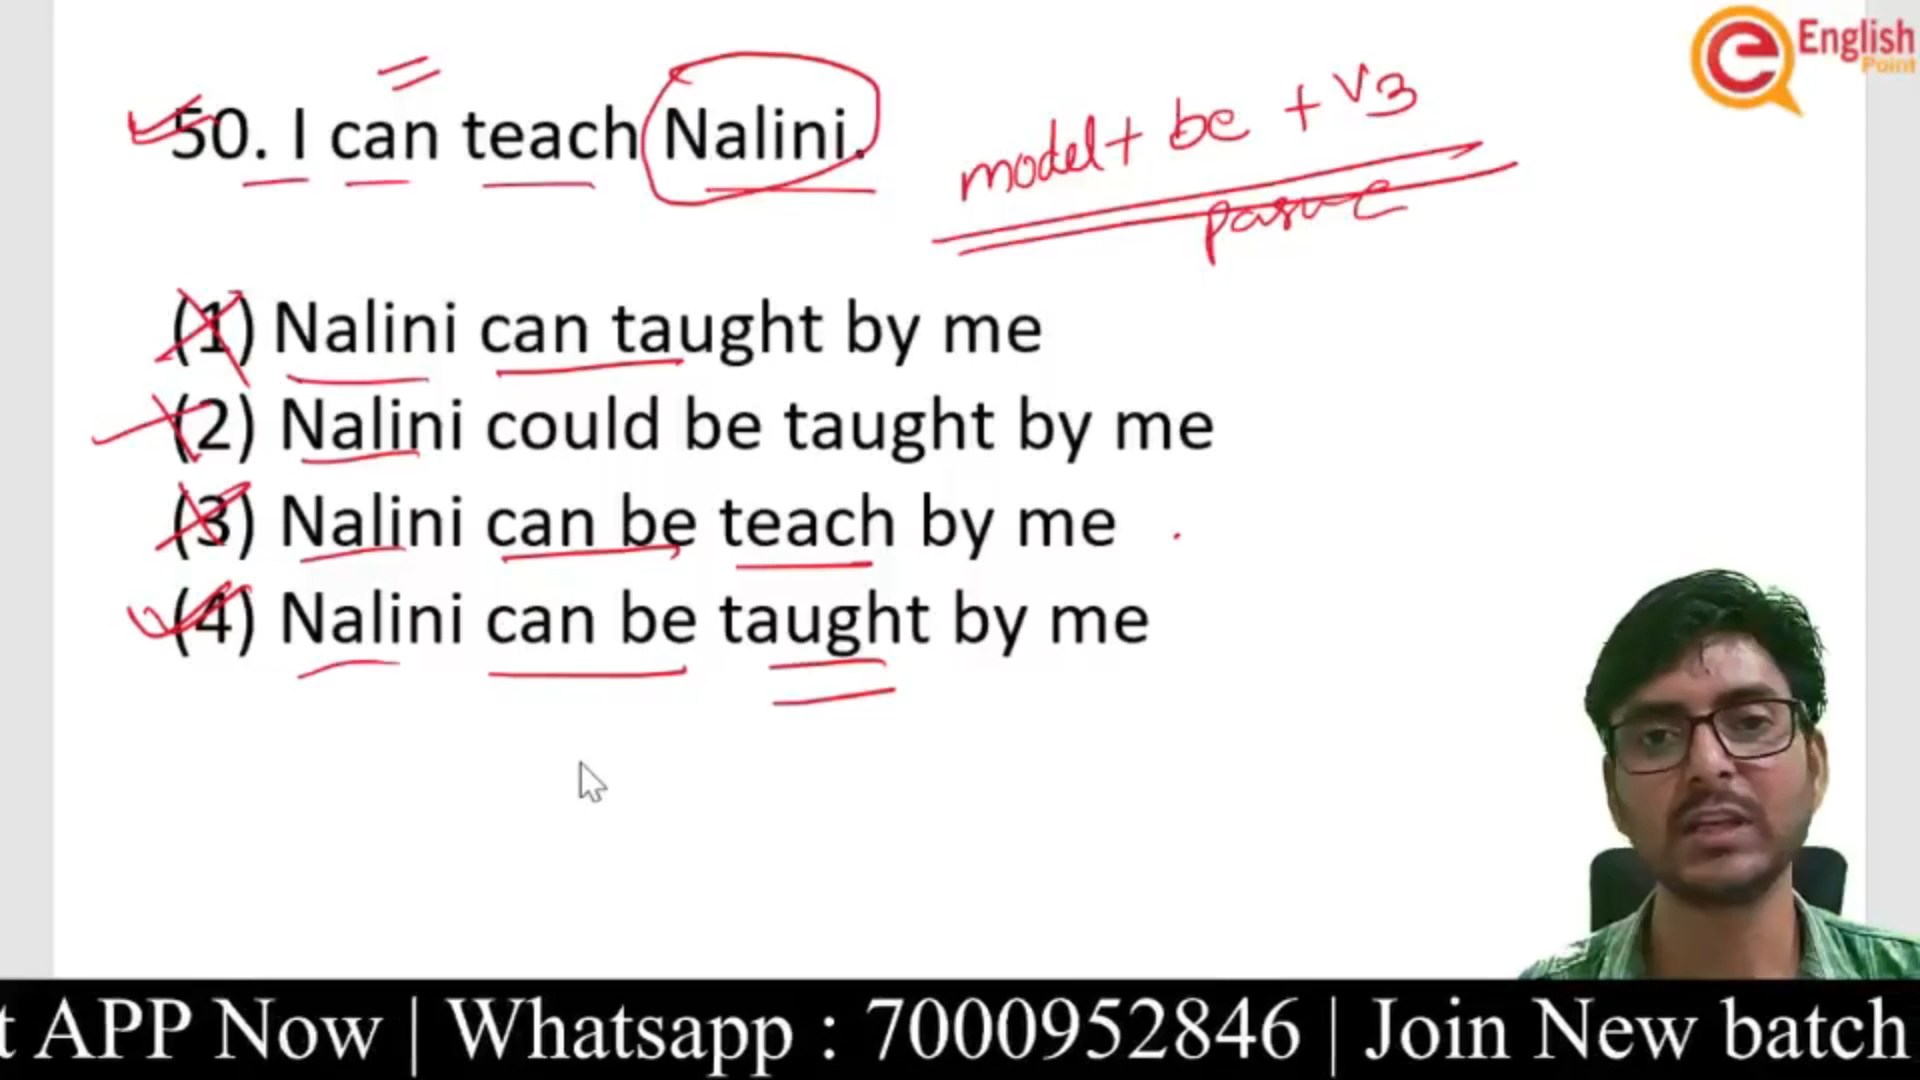 English
Point
50. I can teach Nalini.
model + be + v3
(1) Nalini can taught by me
(2) Nalini could be taught by me
(3) Nalini can be teach by me
(4) Nalini can be taught by me
t APP Now | Whatsapp : 7000952846 | Join New batch